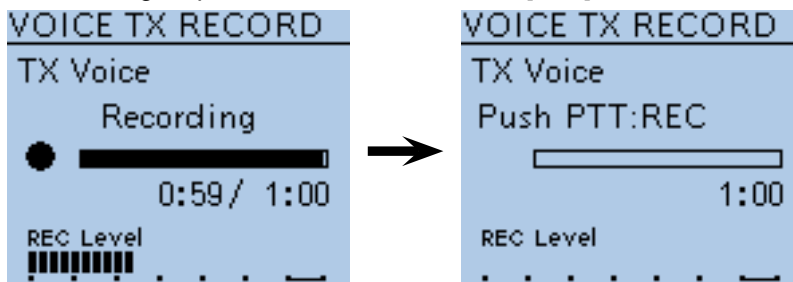 VOICE TX RECORD
TX Voice
Recording
0:59/ 1:00
REC Level
VOICE TX RECORD
TX Voice
Push PTT:REC
1:00
REC Level